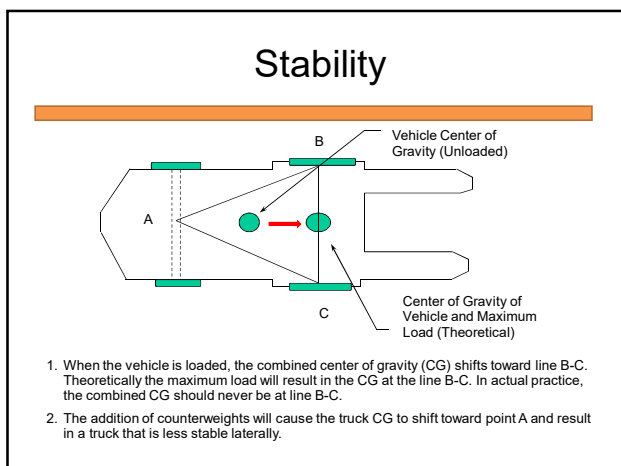 Stability
B
Vehicle Center of
Gravity (Unloaded)
A
C
Center of Gravity of
Vehicle and Maximum
Load (Theoretical)
1. When the vehicle is loaded, the combined center of gravity (CG) shifts toward line B-C.
Theoretically the maximum load will result in the CG at the line B-C. In actual practice,
the combined CG should never be at line B-C.
2. The addition of counterweights will cause the truck CG to shift toward point A and result
in a truck that is less stable laterally.